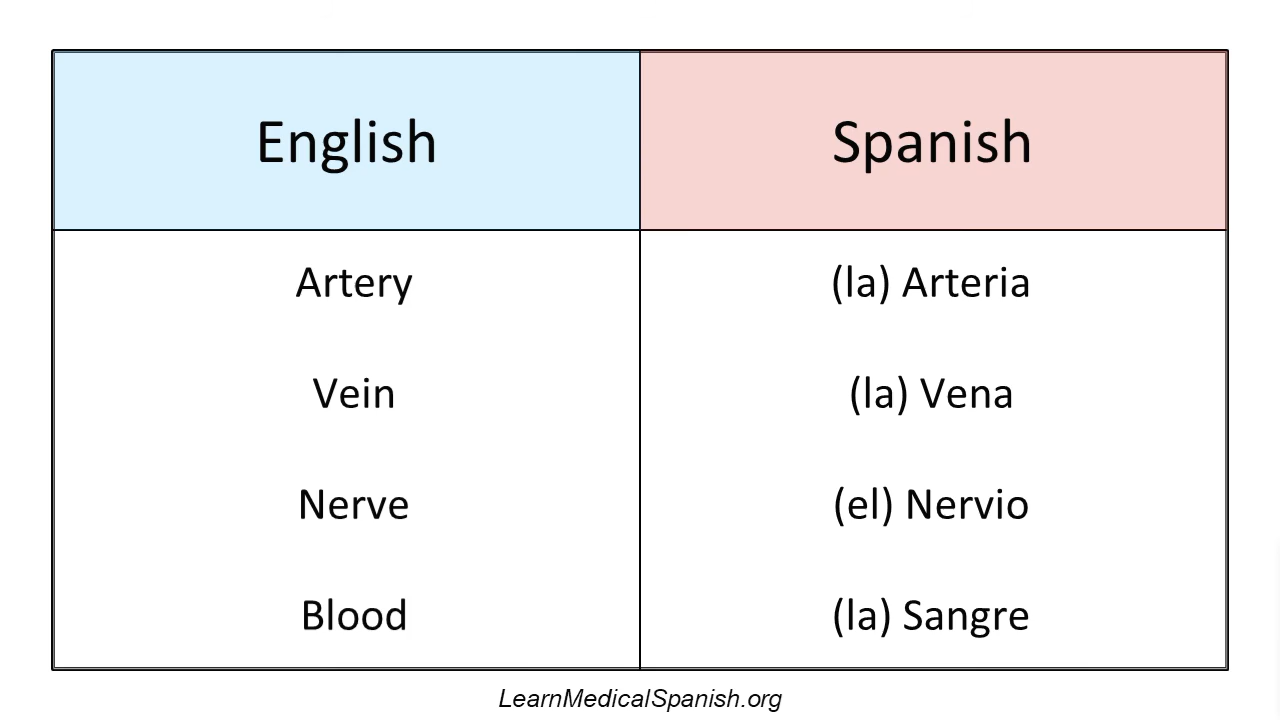 English Spanish
Artery (la) Arteria
Vein (la) Vena
Nerve (el) Nervio
Blood (la) Sangre
LearnMedicalSpanish.org